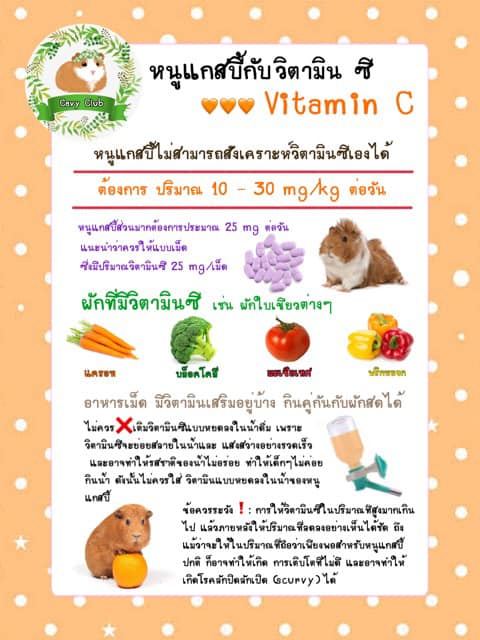 Cavy Club
หนูแกสบี้กับวิตามิน ซี
Vitamin C
หนูแกสบี้ไม่สามารถสังเคราะห์วิตามินซีเองได้
ต้องการ ปริมาณ 10 - 30 mg/kg ต่อวัน
หนูแกสบี้ส่วนมากต้องการประมาณ 25 mg ต่อวัน
แนะนำว่าควรให้แบบเม็ด
ซึ่งมีปริมาณวิตามินซี 25 mg/เม็ด
ผักที่มีวิตามินซี เช่น ผักใบเขียวต่างๆ
แครอท
บล็อคโคลี่
มะเขือเทศ
พริกหยวก
อาหารเม็ด มีวิตามินเสริมอยู่บ้าง กินคู่กันกับผักสดได้
ไม่ควร❌เติมวิตามินซีแบบหยดลงในน้ำดื่ม เพราะ
วิตามินซีจะย่อยสลายในน้ำและ แสงสว่างอย่างรวดเร็ว
และอาจทำให้รสชาติของน้ำไม่อร่อย ทำให้เด็กๆไม่ค่อย
กินน้ำ ดังนั้นไม่ควรใส่ วิตามินแบบหยดลงในน้ำของหนู
แกสบี้
ข้อควรระวัง ❗: การให้วิตามินซีในปริมาณที่สูงมากเกิน
ไป แล้วภายหลังให้ปริมาณที่ลดลงอย่างเห็นได้ชัด ถึง
แม้ว่าจะให้ในปริมาณที่ถือว่าเพียงพอสำหรับหนูแกสบี้
ปกติ ก็อาจทำให้เกิด การเติบโตที่ไม่ดี และอาจทำให้
เกิดโรคลักปิดลักเปิด (scurvy) ได้